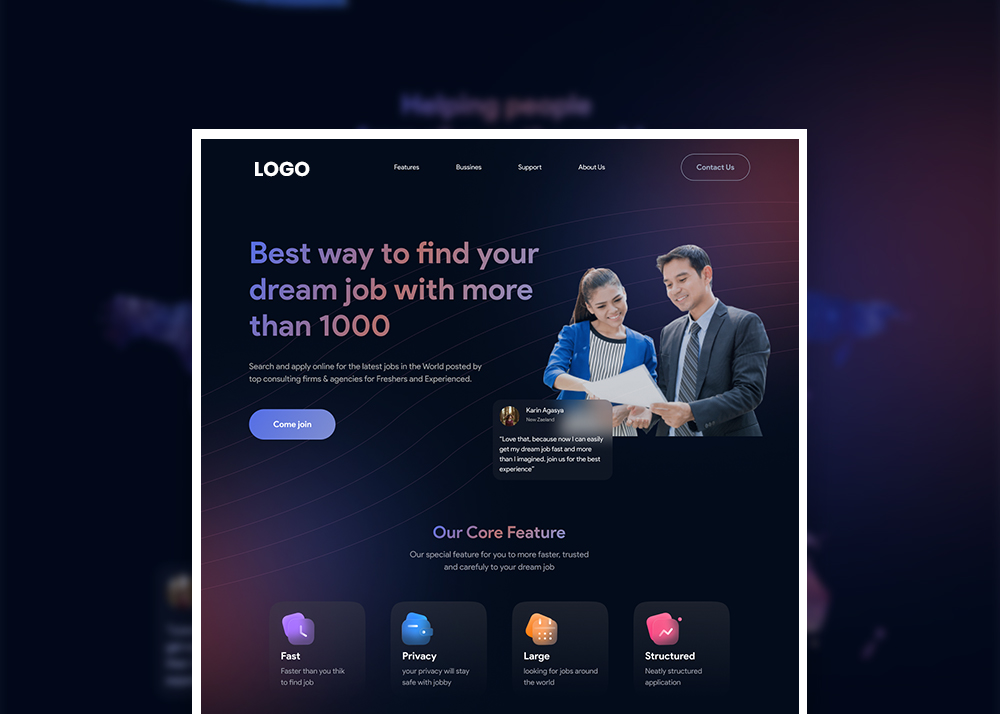 Helping people
LOGO
Features
Bussines
Support
About Us
Contact Us
Best way to find your
dream job with more
than 1000
Search and apply online for the latest jobs in the World posted by
top consulting firms & agencies for Freshers and Experienced.
Come join
Karin Agasya
New Zealand
"Love that, because now I can easily
get my dream job fast and more
than I imagined. join us for the best
experience"
Our Core Feature
Our special feature for you to more faster, trusted
and carefuly to your dream job
Fast
Faster than you thik
to find job
Privacy
your privacy will stay
safe with jobby
Large
looking for jobs around
the world
Structured
Neatly structured
application